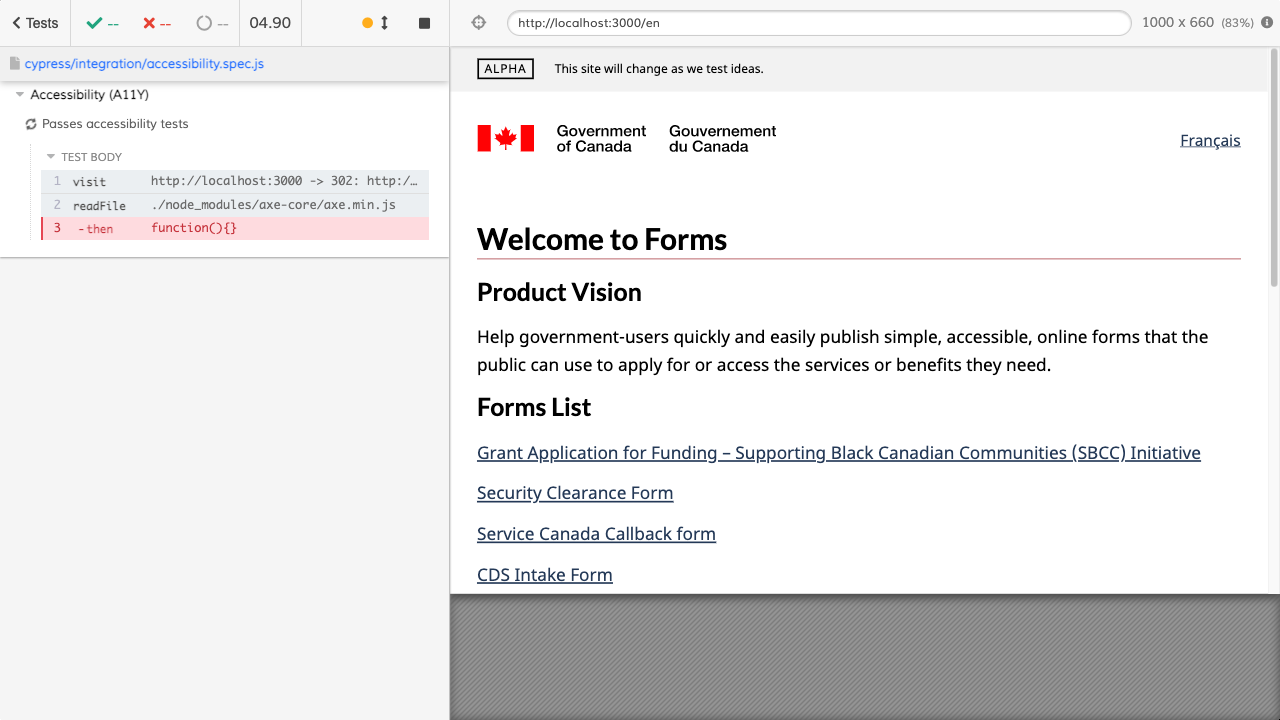 Tests
--
--
--
04.90
http://localhost:3000/en
1000 x 660 (83%)
cypress/integration/accessibility.spec.js
Accessibility (A11Y)
Passes accessibility tests
TEST BODY
1 visit http://localhost:3000 -> 302: http:/…
2 readFile ./node_modules/axe-core/axe.min.js
3 -then function(){}
ALPHA This site will change as we test ideas.
Government of Canada
Gouvernement du Canada
Français
Welcome to Forms
Product Vision
Help government-users quickly and easily publish simple, accessible, online forms that the
public can use to apply for or access the services or benefits they need.
Forms List
Grant Application for Funding – Supporting Black Canadian Communities (SBCC) Initiative
Security Clearance Form
Service Canada Callback form
CDS Intake Form